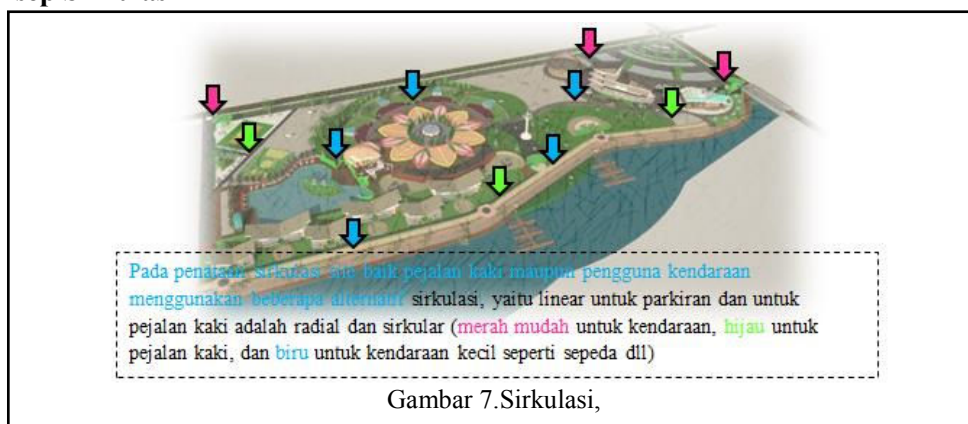 Pada penataan sirkulasi situ baik pejalan kaki maupun pengguna kendaraan
menggunakan beberapa alternatif sirkulasi, yaitu linear untuk parkiran dan untuk
pejalan kaki adalah radial dan sirkular (merah mudah untuk kendaraan, hijau untuk
pejalan kaki, dan biru untuk kendaraan kecil seperti sepeda dll)
Gambar 7.Sirkulasi,